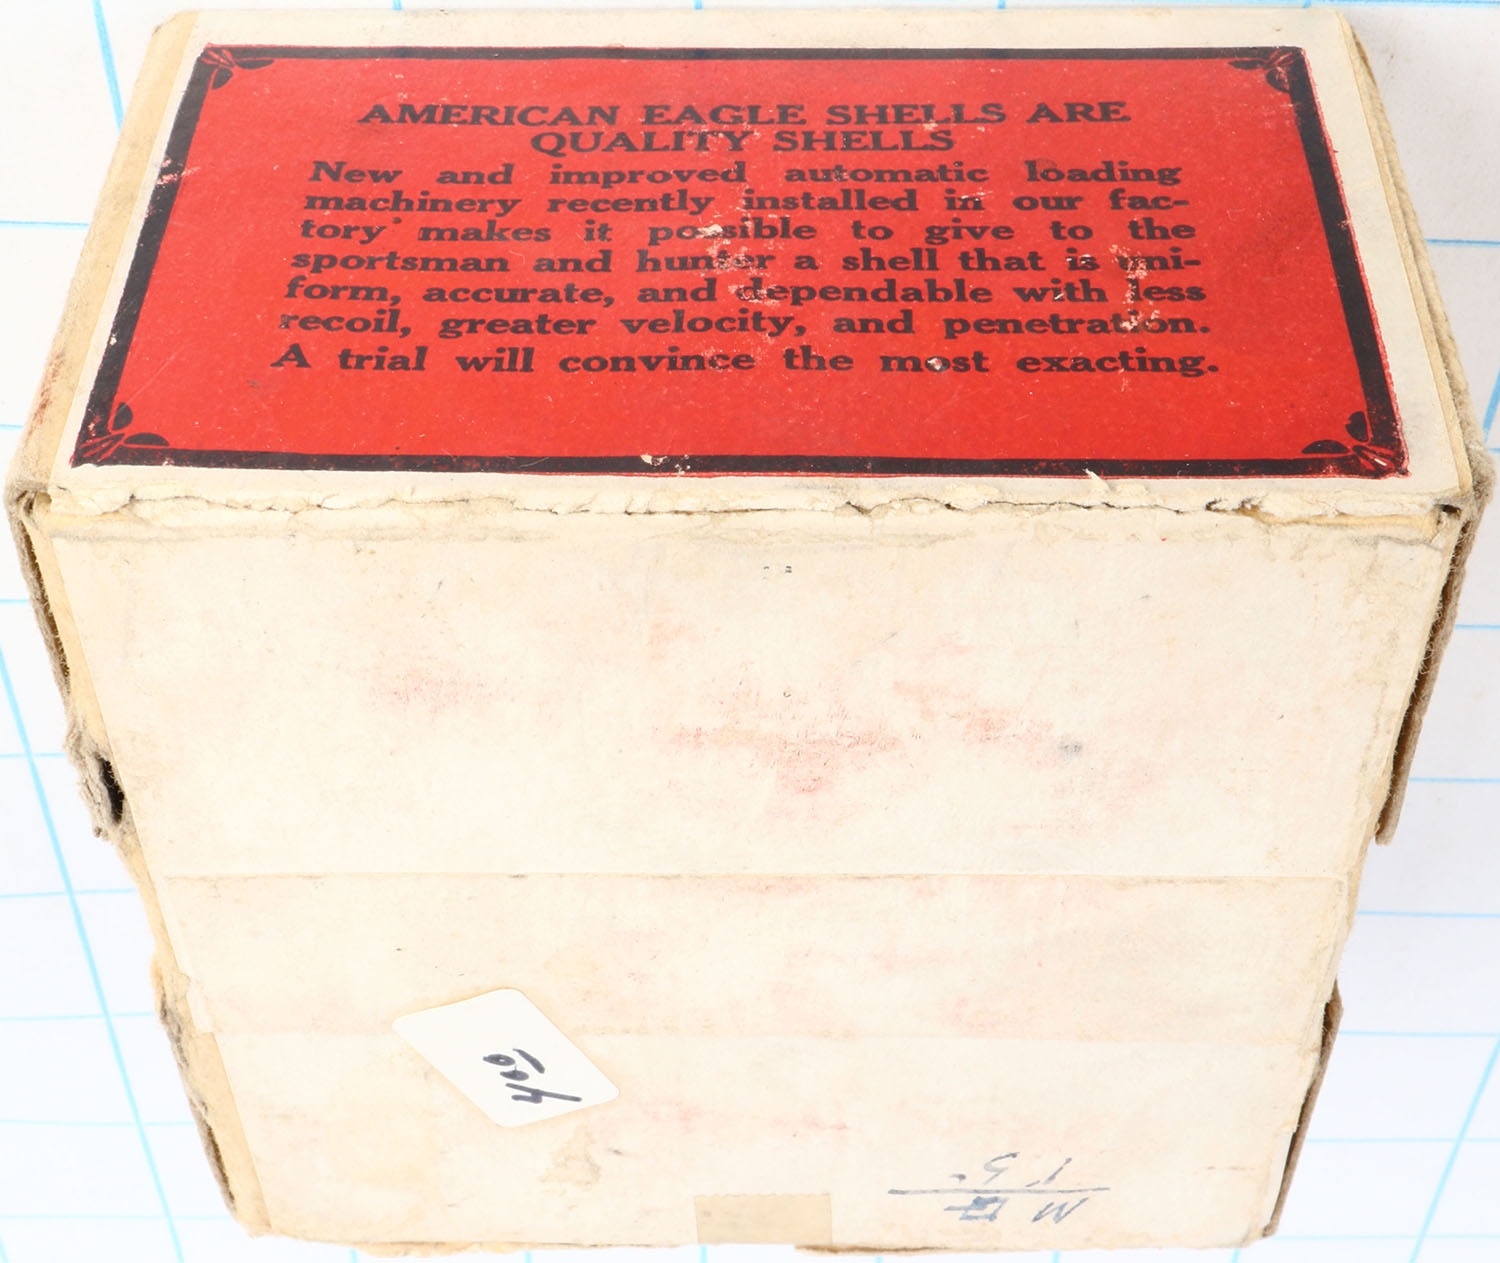 AMERICAN EAGLE SHELLS ARE
QUALITY SHELLS
New and improved automatic loading
machinery recently installed in our fac-
tory makes it possible to give to the
sportsman and hunter a shell that is uni-
form, accurate, and dependable with less
recoil, greater velocity, and penetration.
A trial will convince the most exacting.